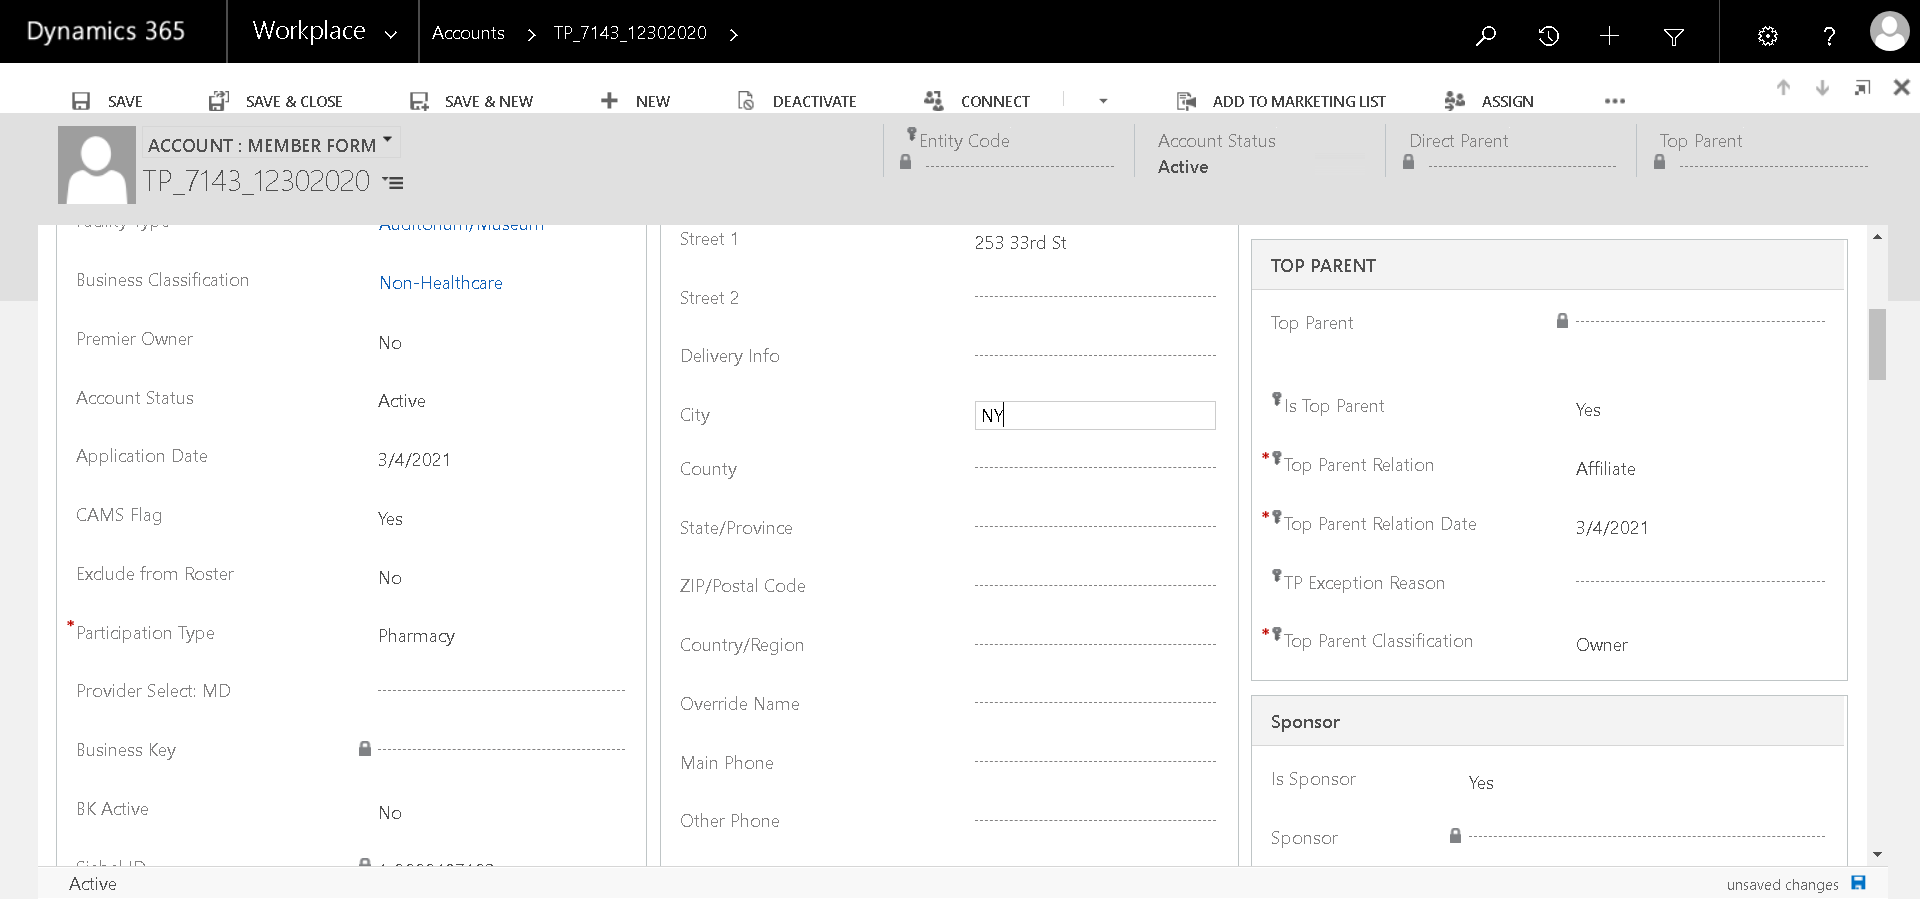 Dynamics 365 Workplace Accounts TP_7143_12302020
SAVE SAVE & CLOSE SAVE & NEW NEW DEACTIVATE CONNECT ADD TO MARKETING LIST ASSIGN
ACCOUNT : MEMBER FORM
TP_7143_12302020
Entity Code
Account Status
Active
Direct Parent
Top Parent
Facility Type Auditorium/Museum
Business Classification Non-Healthcare
Premier Owner No
Account Status Active
Application Date 3/4/2021
CAMS Flag Yes
Exclude from Roster No
*Participation Type Pharmacy
Provider Select: MD
Business Key
BK Active No
Street 1 253 33rd St
Street 2
Delivery Info
City NY
County
State/Province
ZIP/Postal Code
Country/Region
Override Name
Main Phone
Other Phone
TOP PARENT
Top Parent
Is Top Parent Yes
*Top Parent Relation Affiliate
*Top Parent Relation Date 3/4/2021
TP Exception Reason
*Top Parent Classification Owner
Sponsor
Is Sponsor Yes
Sponsor
Active
unsaved changes